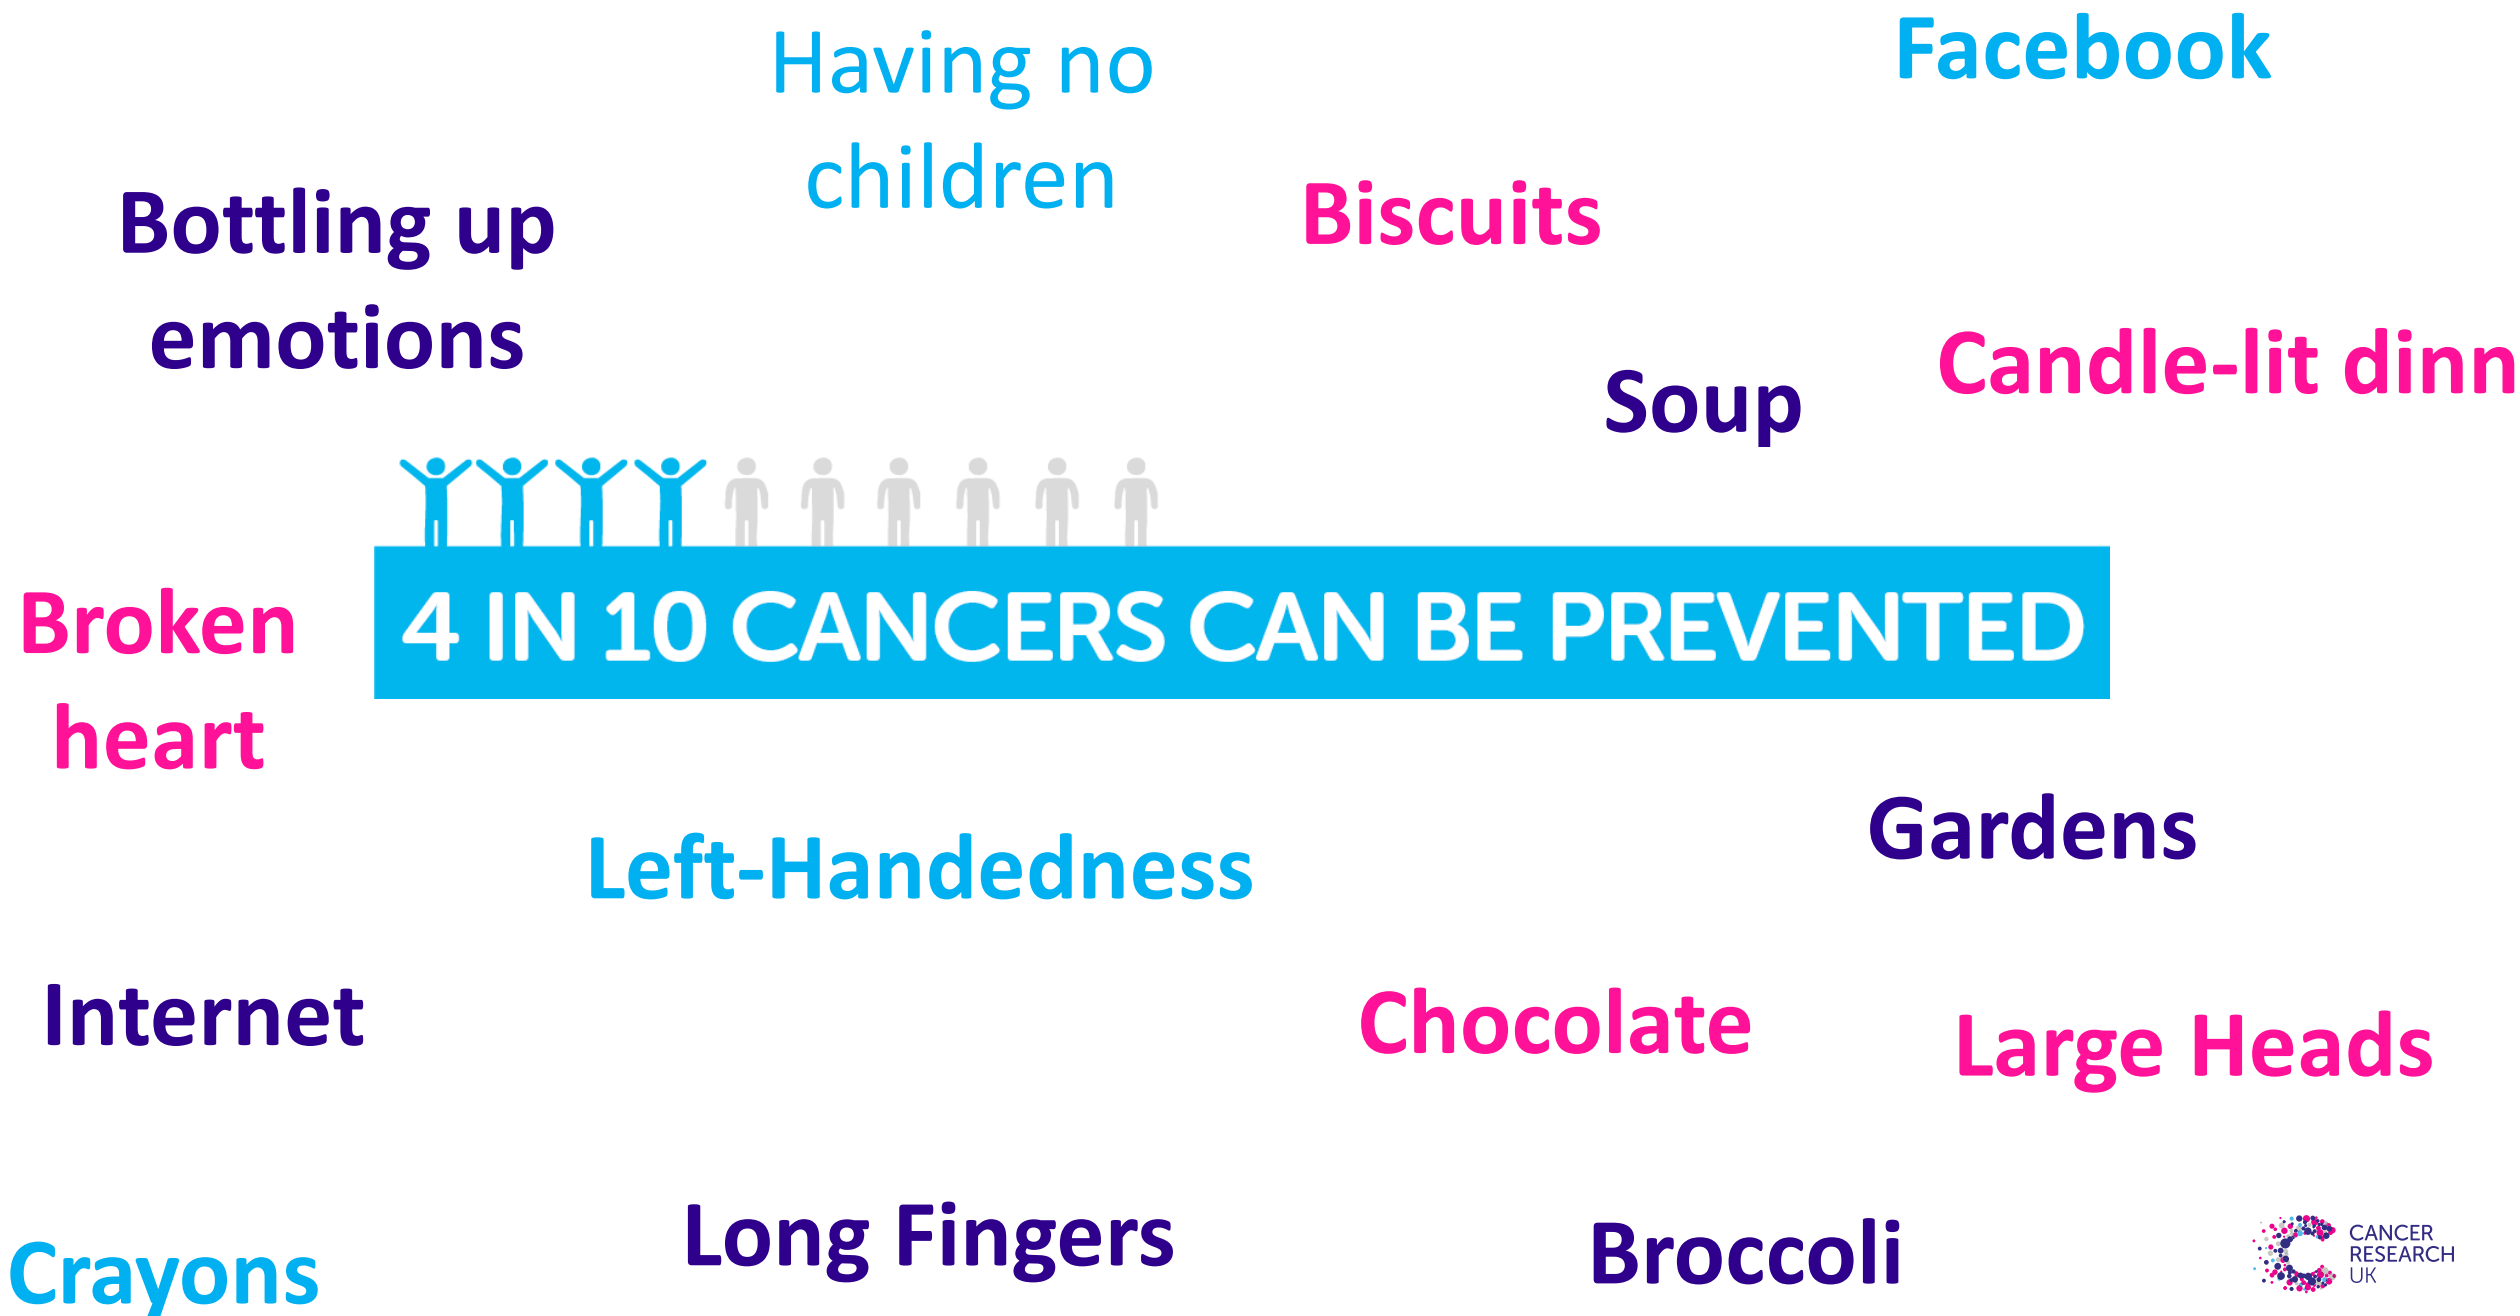 Having no
children
Facebook
Bottling up
emotions
Biscuits
Candle-lit dinn
Soup
4 IN 10 CANCERS CAN BE PREVENTED
Broken
heart
Gardens
Left-Handedness
Internet
Chocolate
Large Heads
Long Fingers
Broccoli
Crayons
CANCER
RESEARCH
UK